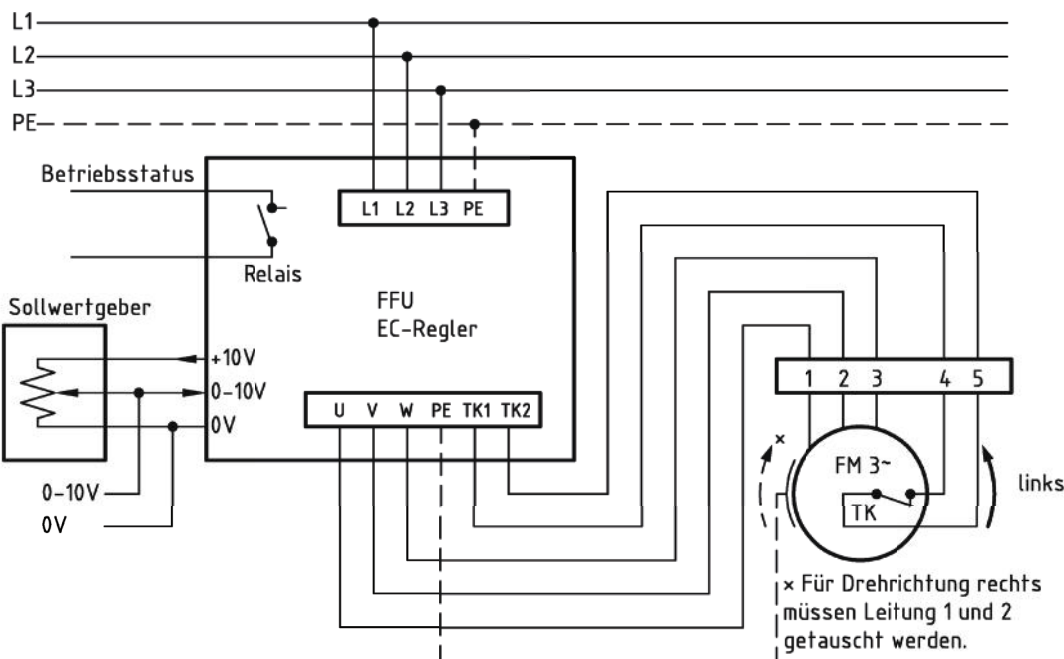 L1
L2
L3
PE
Betriebsstatus
L1 L2 L3 PE
Relais
FFU
EC-Regler
Sollwertgeber
+10V
0-10V
0V
U V W PE TK1 TK2
0-10V
0V
1 2 3 4 5
×
FM 3~
TK
links
× Für Drehrichtung rechts
müssen Leitung 1 und 2
getauscht werden.